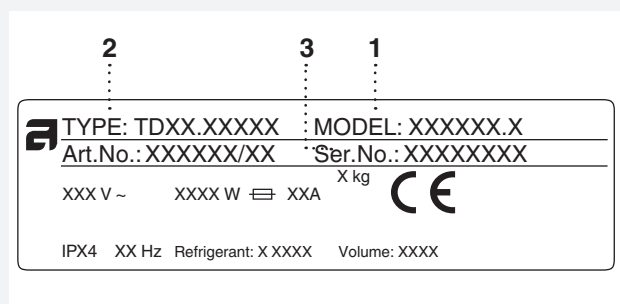 2 3 1
TYPE: TDXX.XXXXX MODEL: XXXXXX.X
Art.No.: XXXXXX/XX Ser.No.: XXXXXXXX
X kg
XXX V ~ XXXX W XXA CE
IPX4 XX Hz Refrigerant: X XXXX Volume: XXXX